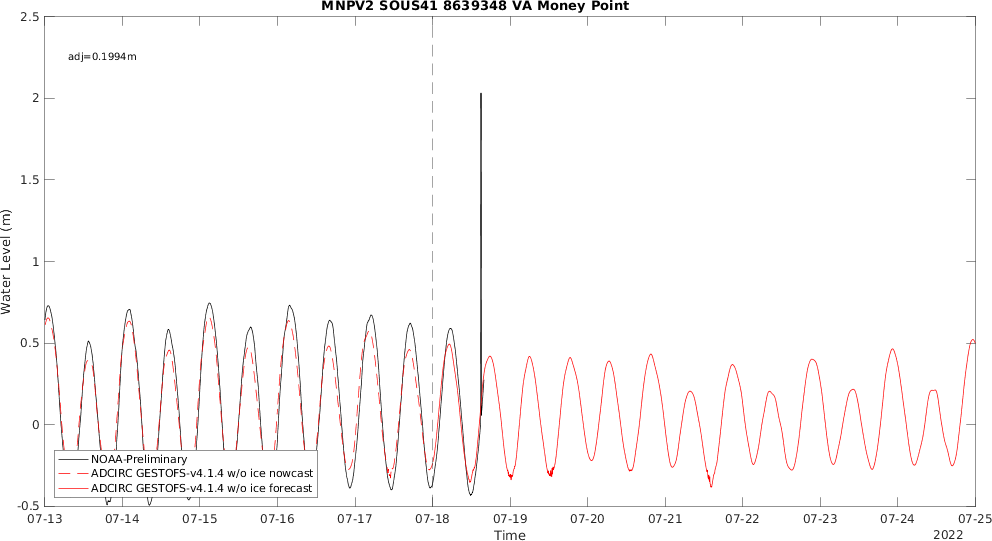 MNPV2 SOUS41 8639348 VA Money Point
adj=0.1994m
2.5
2
1.5
1
0.5
0
-0.5
Water Level (m)
NOAA-Preliminary
ADCIRC GESTOFS-v4.1.4 w/o ice nowcast
ADCIRC GESTOFS-v4.1.4 w/o ice forecast
07-13 07-14 07-15 07-16 07-17 07-18 07-19 07-20 07-21 07-22 07-23 07-24 07-25
Time
2022